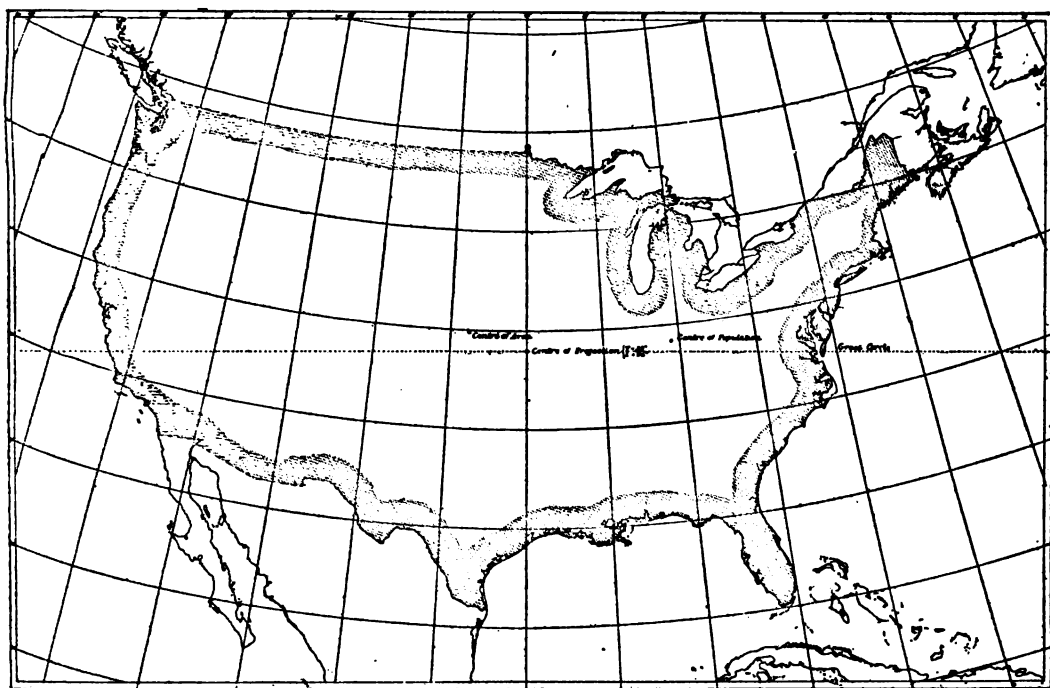 Centre of Area
Centre of Population
Centre of Projection
Great Circle